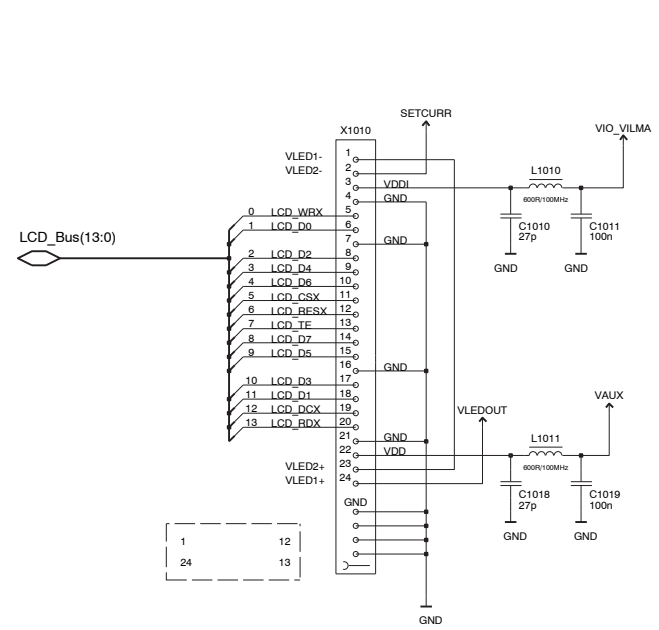 SETCURR
X1010
VIO_VILMA
VLED1- 1
VLED2- 2
3 VDDI
L1010
600R/100MHz
4 GND
0 LCD_WRX 5
1 LCD_D0 6
C1010 C1011
27p 100n
LCD_Bus(13:0)
7 GND
2 LCD_D2 8
3 LCD_D4 9
GND GND
4 LCD_D6 10
5 LCD_CSX 11
6 LCD_RESX 12
7 LCD_TE 13
8 LCD_D7 14
9 LCD_D5 15
16 GND
10 LCD_D3 17
11 LCD_D1 18
12 LCD_DCX 19
13 LCD_RDX 20
VLEDOUT
VAUX
21 GND
22 VDD
L1011
600R/100MHz
VLED2+ 23
VLED1+ 24
C1018 C1019
27p 100n
GND
GND GND
1 12
24 13
GND